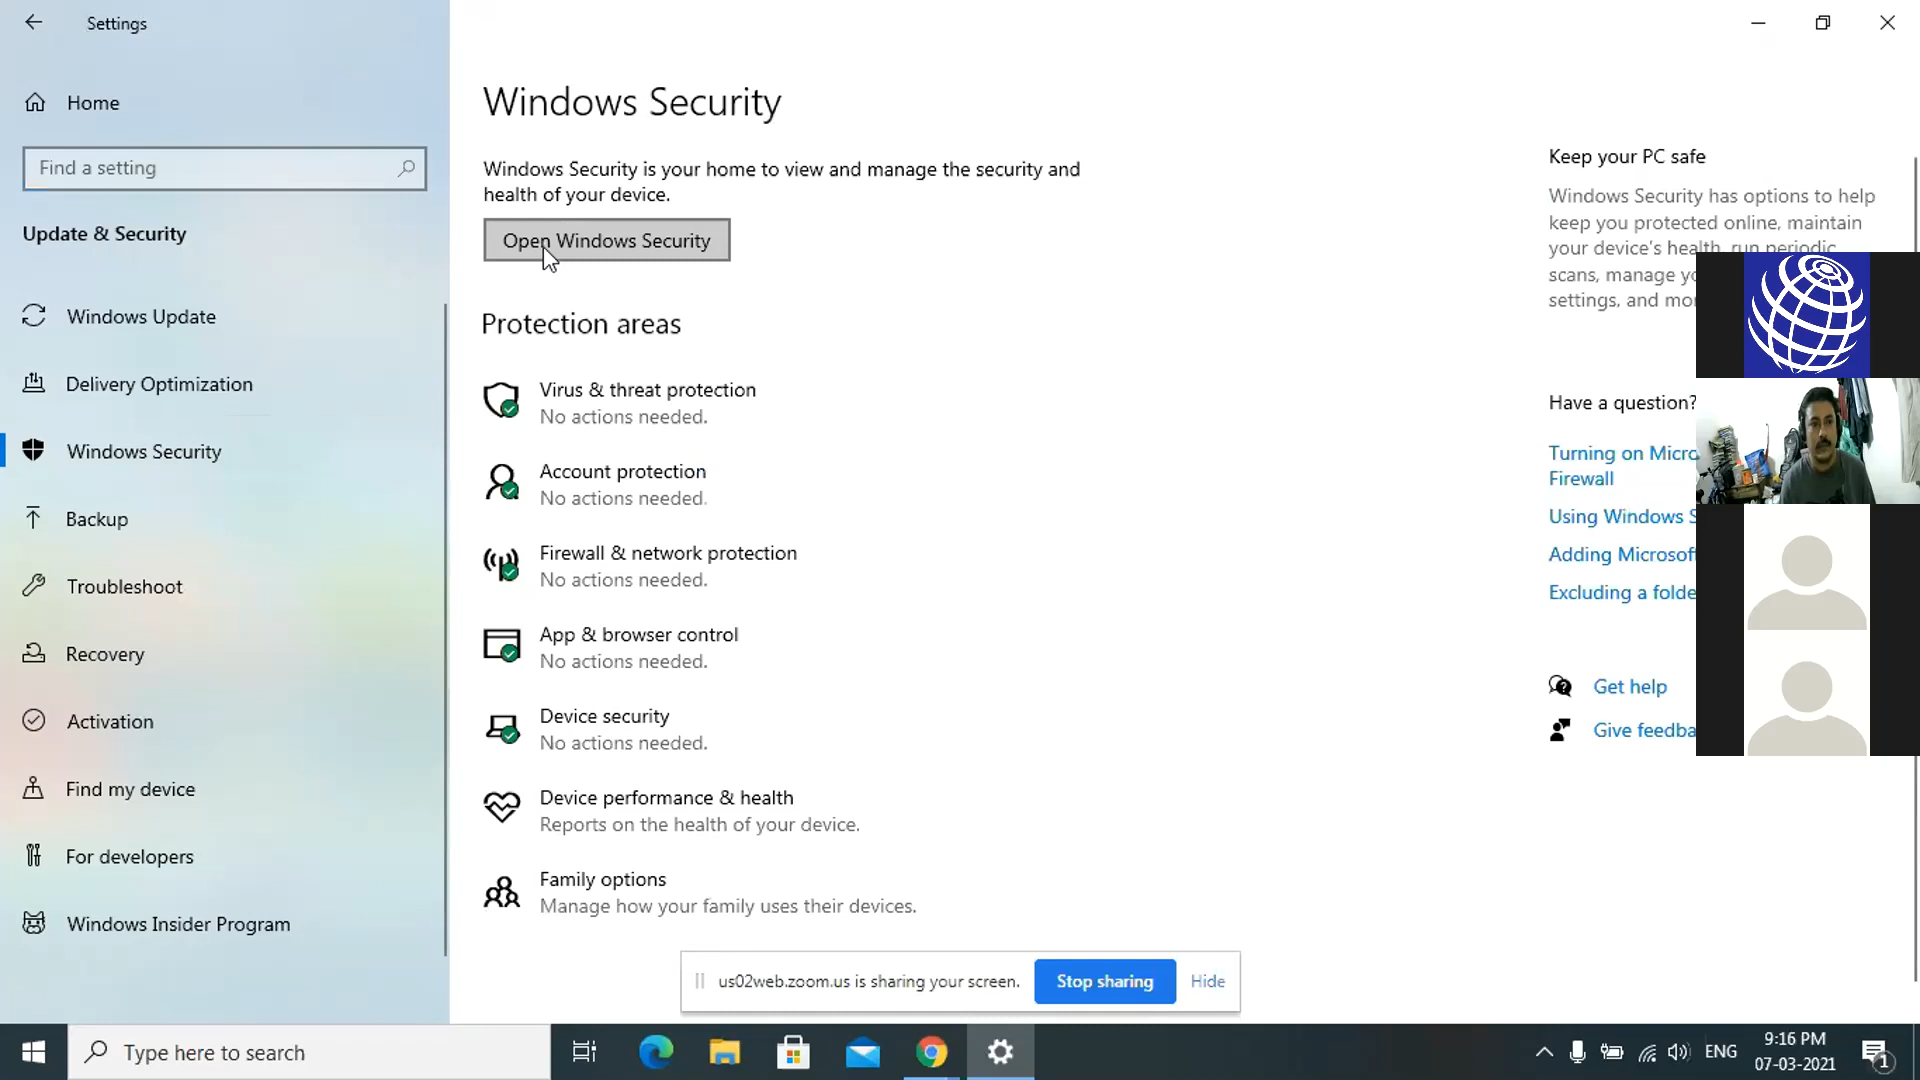 Settings
Home
Find a setting
Update & Security
Windows Update
Delivery Optimization
Windows Security
Backup
Troubleshoot
Recovery
Activation
Find my device
For developers
Windows Insider Program
Windows Security
Windows Security is your home to view and manage the security and
health of your device.
Open Windows Security
Protection areas
Virus & threat protection
No actions needed.
Account protection
No actions needed.
Firewall & network protection
No actions needed.
App & browser control
No actions needed.
Device security
No actions needed.
Device performance & health
Reports on the health of your device.
Family options
Manage how your family uses their devices.
Keep your PC safe
Windows Security has options to help
keep you protected online, maintain
your device's health, run periodic
scans, manage
settings, and
Have a question?
Turning on
Firewall
Using Windows
Adding
Excluding a
Get help
Give
us02web.zoom.us is sharing your screen.
Stop sharing
Hide
Type here to search
ENG
9:16 PM
07-03-2021
1